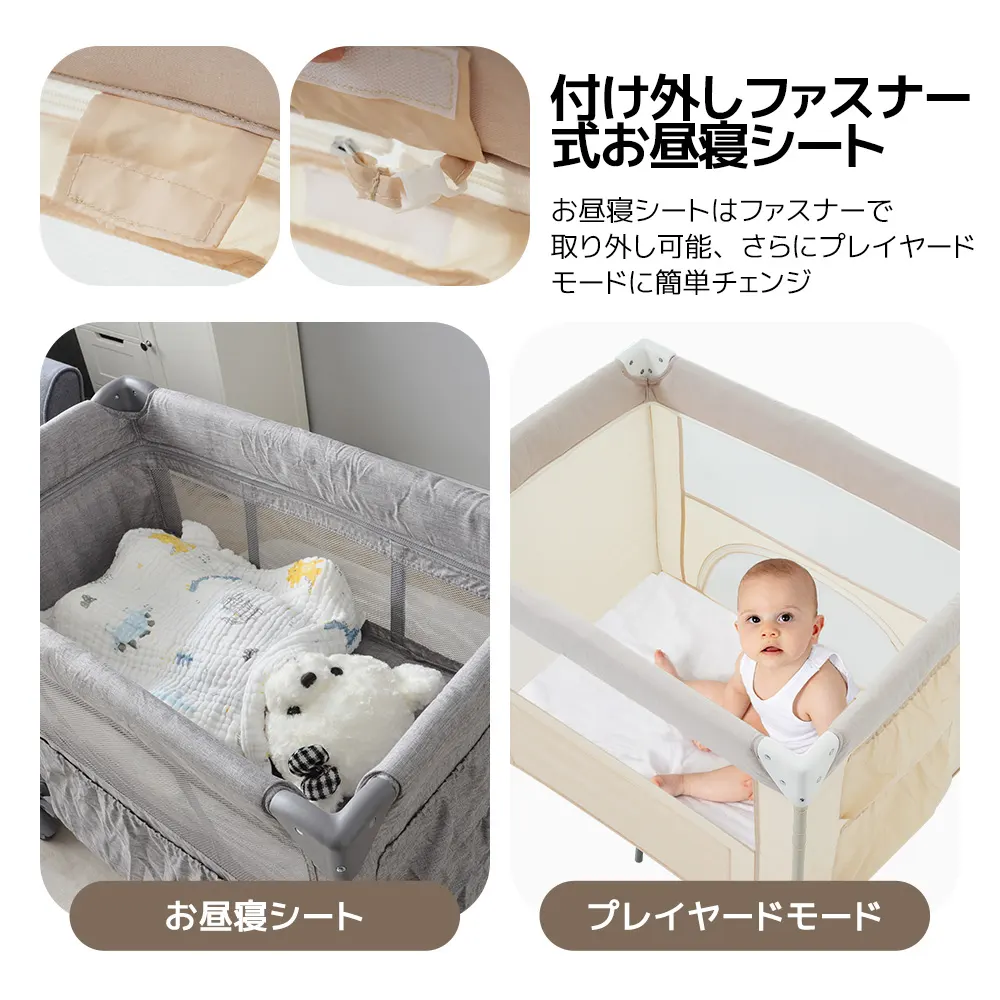 付け外しファスナー
式お昼寝シート
お昼寝シートはファスナーで
取り外し可能、さらにプレイヤード
モードに簡単チェンジ
お昼寝シート
プレイヤードモード